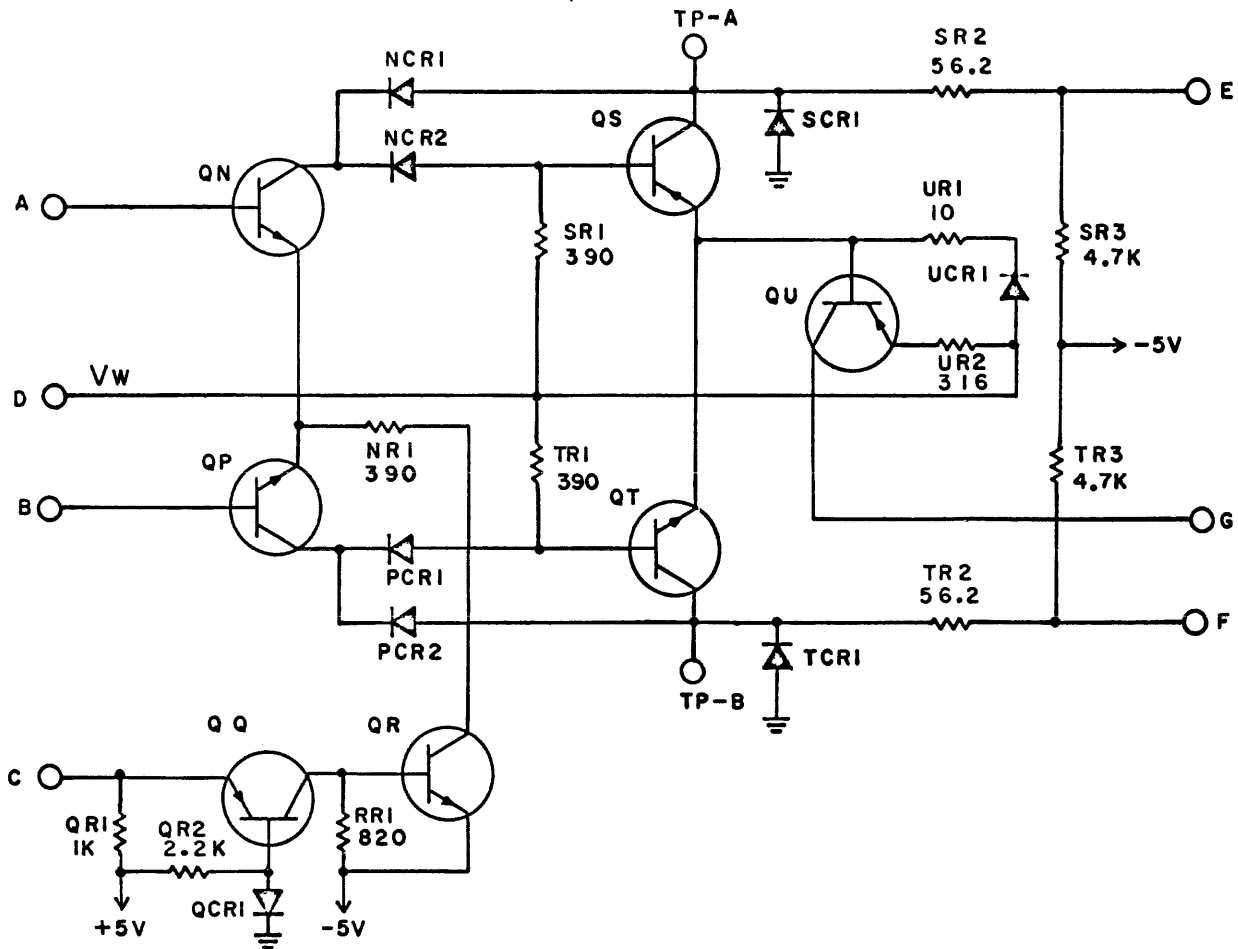 TP-A
SR2
56.2
NCR1
E
QS
SCR1
NCR2
QN
UR1
10
A
SR1
390
SR3
4.7K
UCR1
QU
-5V
UR2
316
VW
D
NR1
390
TR1
390
TR3
4.7K
QP
QT
B
G
PCR1
TR2
56.2
F
PCR2
TCR1
TP-B
QQ
QR
C
QR1
1K
QR2
2.2K
RR1
820
QCR1
+5V
-5V